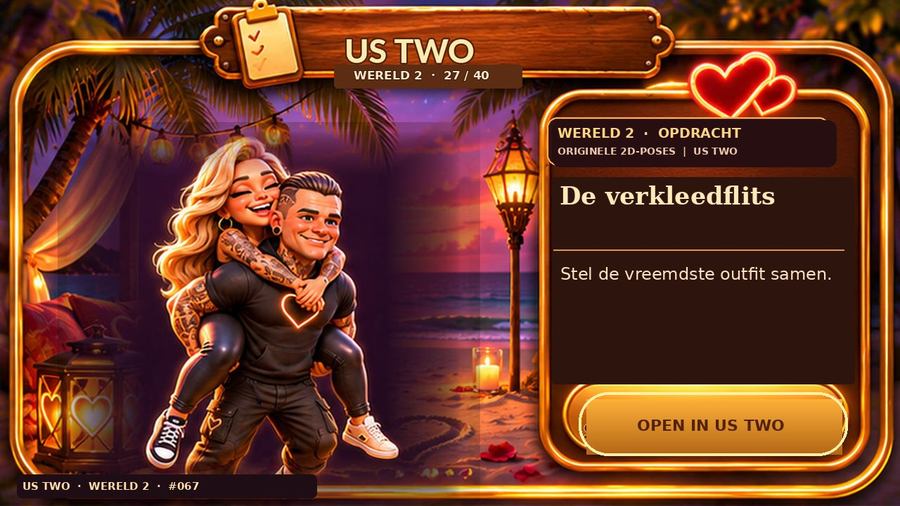 US TWO
WERELD 2 · 27 / 40
WERELD 2 · OPDRACHT
ORIGINELE 2D-POSES | US TWO
De verkleedflits
Stel de vreemdste outfit samen.
OPEN IN US TWO
US TWO · WERELD 2 · #067